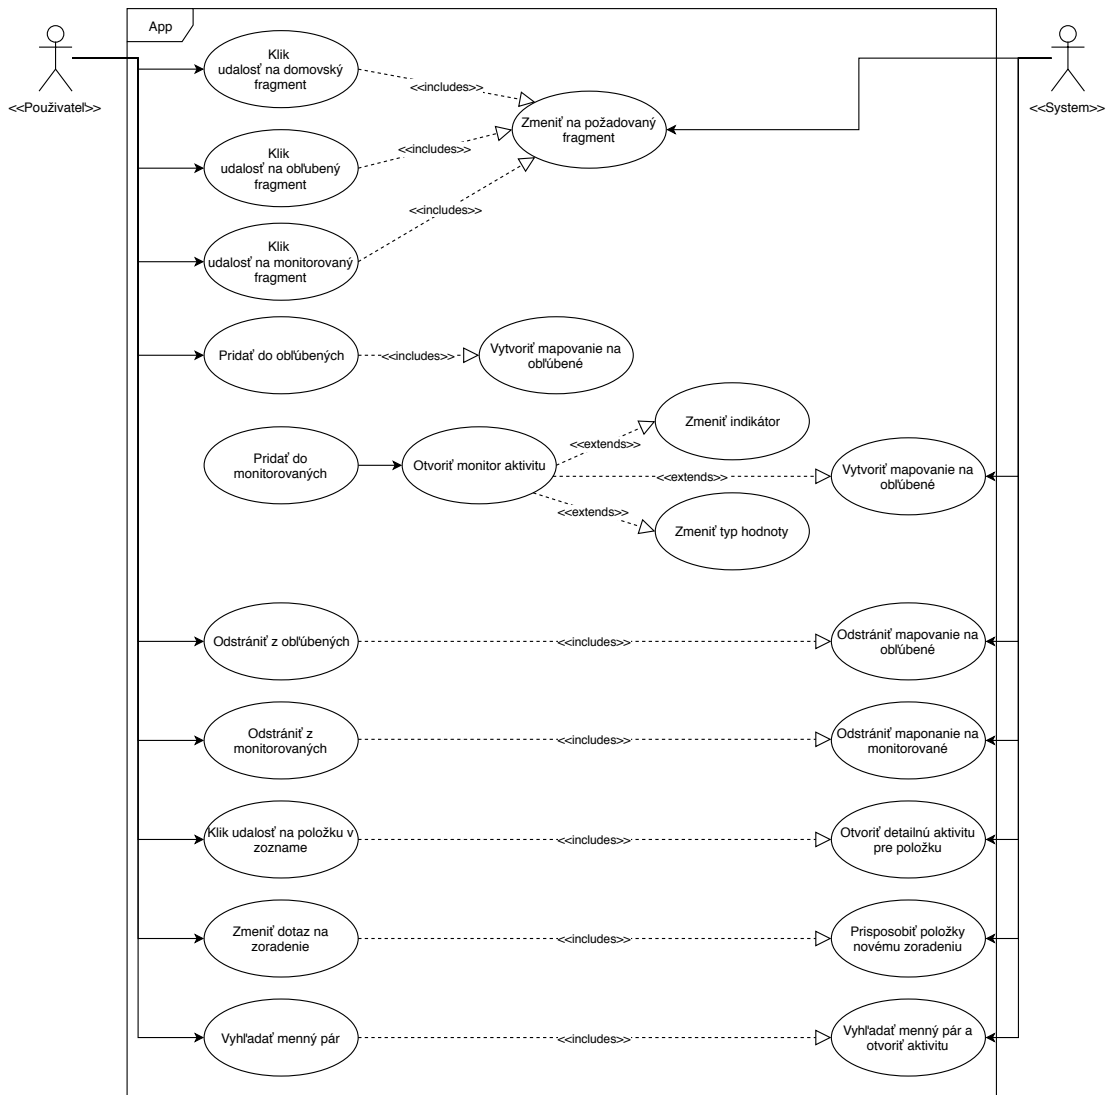 App
<<Používateľ>>
<<System>>
Klik
udalosť na domovský
fragment
<<includes>>
Zmeniť na požadovaný
fragment
Klik
udalosť na obľubený
fragment
<<includes>>
<<includes>>
Klik
udalosť na monitorovaný
fragment
Pridať do obľúbených
<<includes>>
Vytvoriť mapovanie na
obľúbené
Zmeniť indikátor
<<extends>>
Pridať do
monitorovaných
Otvoriť monitor aktivitu
<<extends>>
Vytvoriť mapovanie na
obľúbené
<<extends>>
Zmeniť typ hodnoty
Odstrániť z obľúbených
<<includes>>
Odstrániť mapovanie na
obľúbené
Odstrániť z
monitorovaných
<<includes>>
Odstrániť maponanie na
monitorované
Klik udalosť na položku v
zozname
<<includes>>
Otvoriť detailnú aktivitu
pre položku
Zmeniť dotaz na
zoradenie
<<includes>>
Prisposobiť položky
novému zoradeniu
Vyhľadať menný pár
<<includes>>
Vyhľadať menný pár a
otvoriť aktivitu